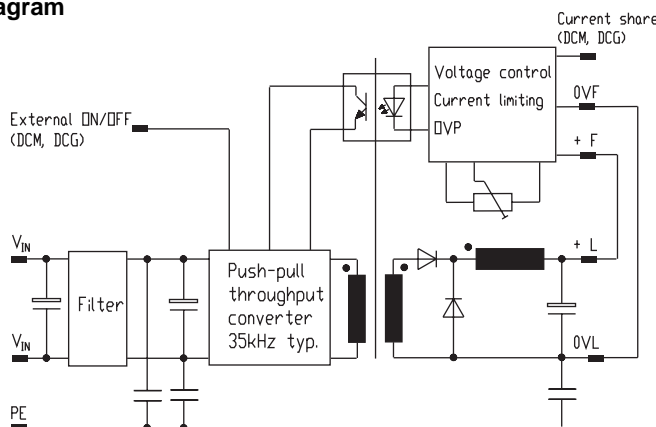 agram
Current share
(DCM, DCG)
Voltage control
Current limiting
OVP
0VF
+ F
External ON/OFF
(DCM, DCG)
VIN
Filter
Push-pull
throughput
converter
35kHz typ.
+ L
VIN
0VL
PE